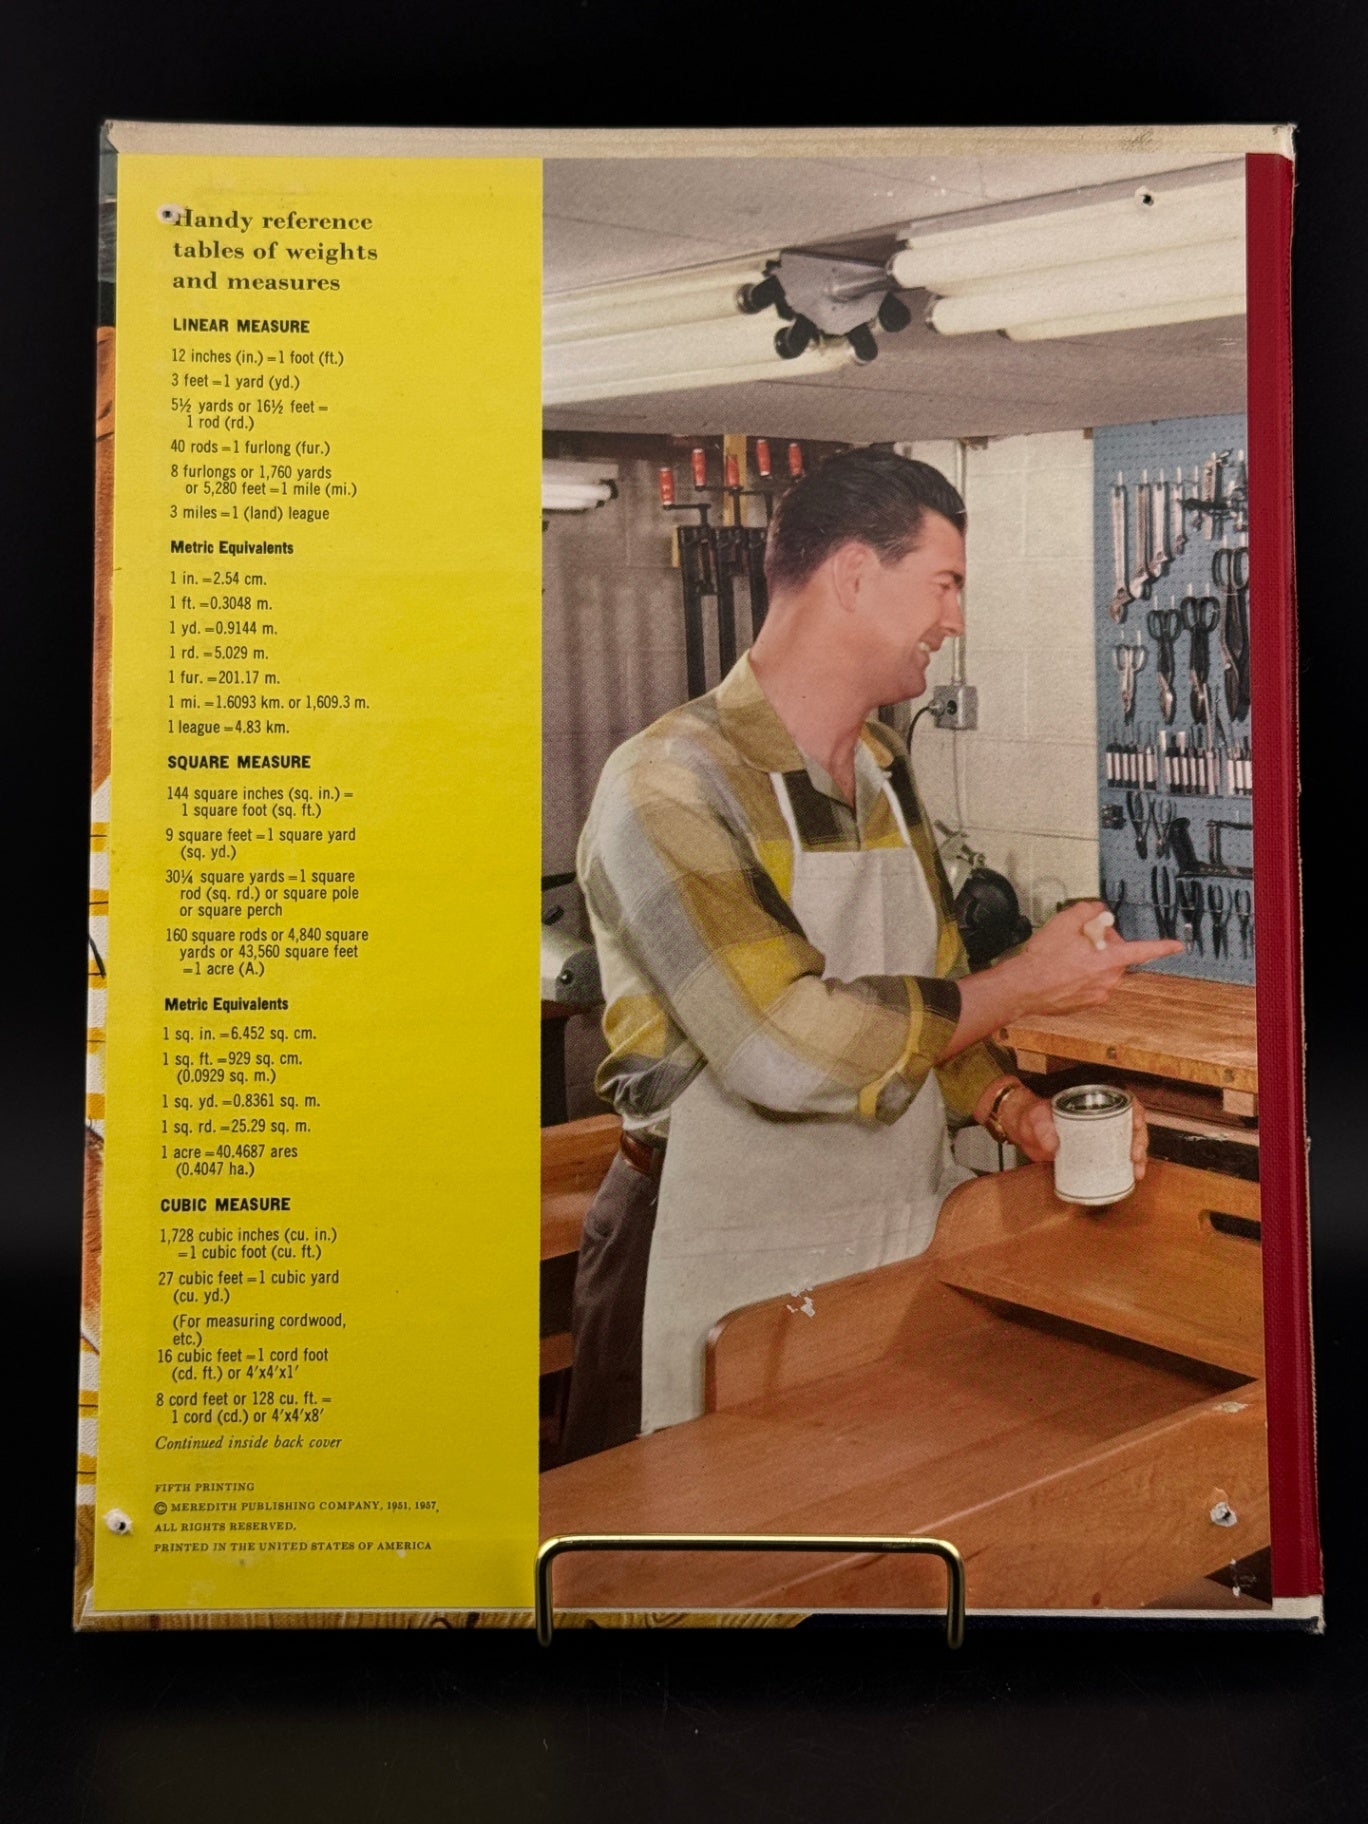 Handy reference
tables of weights
and measures
LINEAR MEASURE
12 inches (in.)=1 foot (ft.)
3 feet=1 yard (yd.)
5½ yards or 16½ feet=
1 rod (rd.)
40 rods=1 furlong (fur.)
8 furlongs or 1,760 yards
or 5,280 feet=1 mile (mi.)
3 miles=1 (land) league
Metric Equivalents
1 in.=2.54 cm.
1 ft.=0.3048 m.
1 yd.=0.9144 m.
1 rd.=5.029 m.
1 fur.=201.17 m.
1 mi.=1.6093 km. or 1,609.3 m.
1 league=4.83 km.
SQUARE MEASURE
144 square inches (sq. in.)=
1 square foot (sq. ft.)
9 square feet=1 square yard
(sq. yd.)
30¼ square yards=1 square
rod (sq. rd.) or square pole
or square perch
160 square rods or 4,840 square
yards or 43,560 square feet
=1 acre (A.)
Metric Equivalents
1 sq. in.=6.452 sq. cm.
1 sq. ft.=929 sq. cm.
(0.0929 sq. m.)
1 sq. yd.=0.8361 sq. m.
1 sq. rd.=25.29 sq. m.
1 acre=40.4687 ares
(0.4047 ha.)
CUBIC MEASURE
1,728 cubic inches (cu. in.)
=1 cubic foot (cu. ft.)
27 cubic feet=1 cubic yard
(cu. yd.)
(For measuring cordwood,
etc.)
16 cubic feet=1 cord foot
(cd. ft.) or 4'x4'x1'
8 cord feet or 128 cu. ft.=
1 cord (cd.) or 4'x4'x8'
Continued inside back cover
FIFTH PRINTING
© MEREDITH PUBLISHING COMPANY, 1951, 1957,
ALL RIGHTS RESERVED.
PRINTED IN THE UNITED STATES OF AMERICA